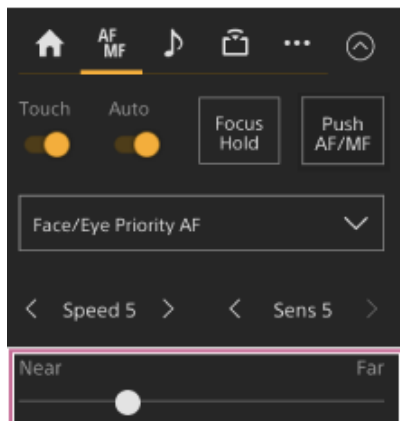 AF
MF
Touch Auto
Focus
Hold
Push
AF/MF
Face/Eye Priority AF
Speed 5
Sens 5
Near Far